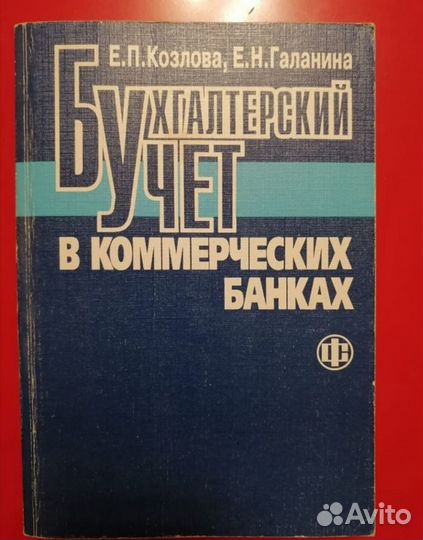 Е.П.Козлова, Е.Н.Галанина
БУХГАЛТЕРСКИЙ
УЧЕТ
В КОММЕРЧЕСКИХ
БАНКАХ
ФС
Avito